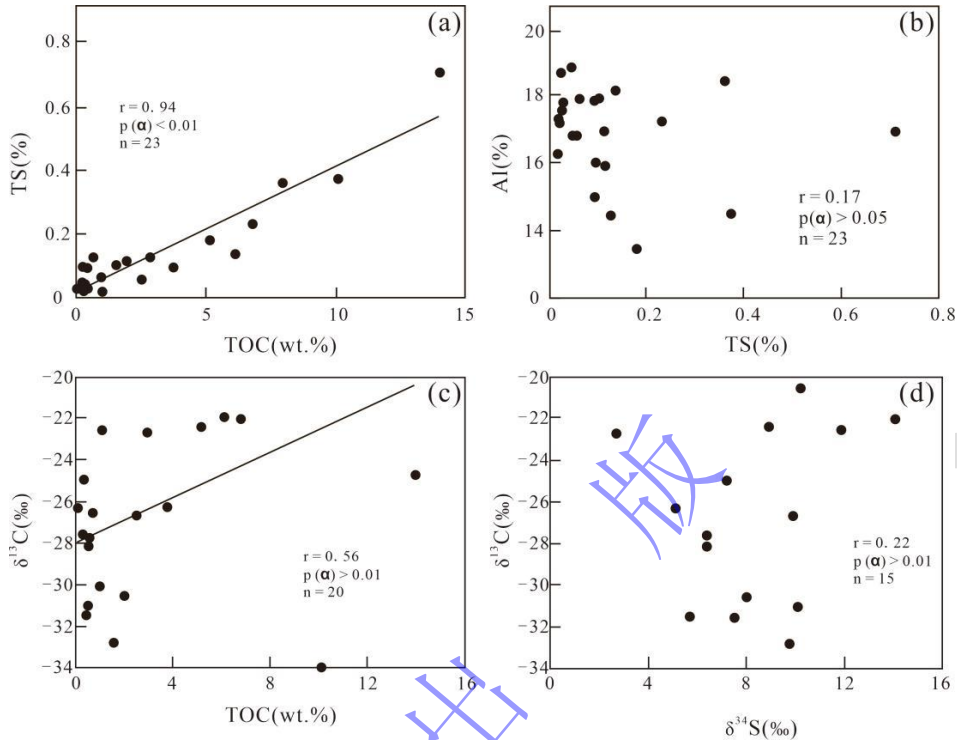 (a)
0.8
0.6
0.4
0.2
0
TS(%)
r = 0. 94
p (α) < 0.01
n = 23
0
5
10
15
TOC(wt.%)
(b)
20
18
16
14
0
Al(%)
r = 0.17
p(α) > 0.05
n = 23
0
0.2
0.4
0.6
0.8
TS(%)
(c)
−20
−22
−24
−26
−28
−30
−32
−34
δ¹³C(‰)
r = 0. 56
p (α) > 0.01
n = 20
0
4
8
12
16
TOC(wt.%)
(d)
−20
−22
−24
−26
−28
−30
−32
−34
δ¹³C(‰)
r = 0. 22
p (α) > 0.01
n = 15
0
4
8
12
16
δ³⁴S(‰)
版